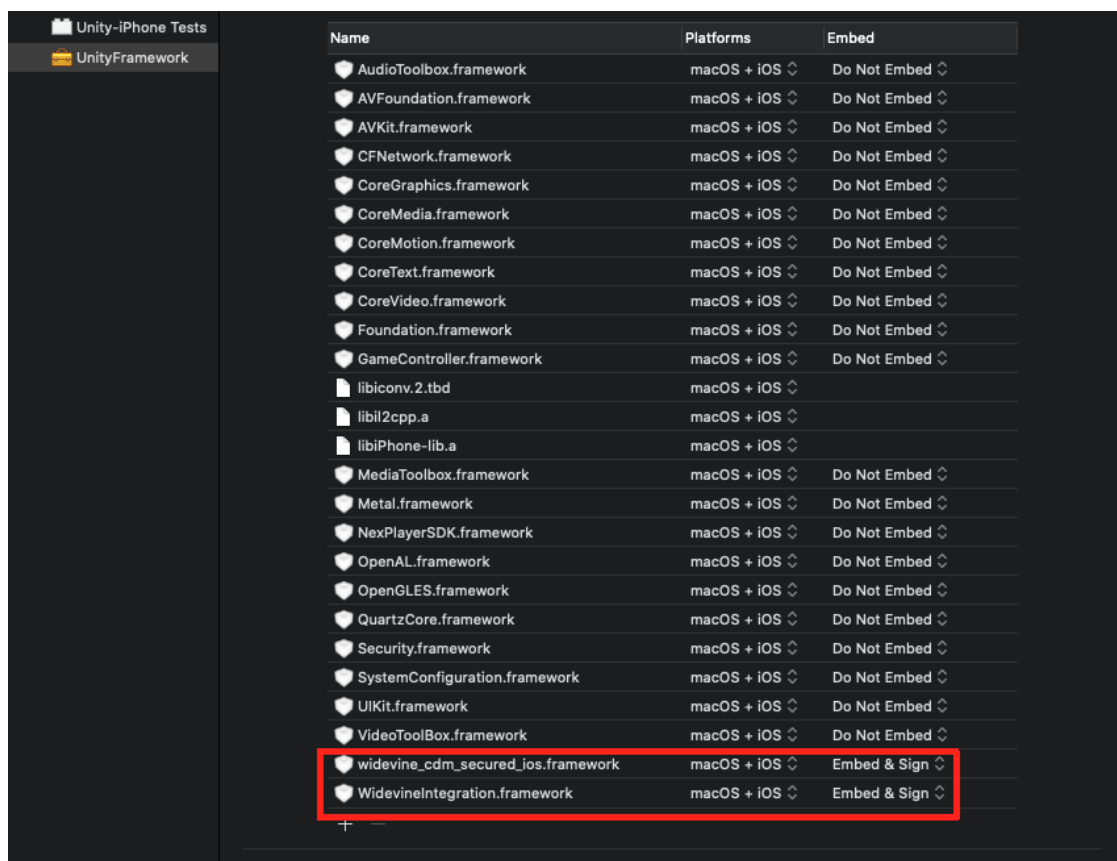 Unity-iPhone Tests
UnityFramework
Name Platforms Embed
AudioToolbox.framework macOS + iOS Do Not Embed
AVFoundation.framework macOS + iOS Do Not Embed
AVKit.framework macOS + iOS Do Not Embed
CFNetwork.framework macOS + iOS Do Not Embed
CoreGraphics.framework macOS + iOS Do Not Embed
CoreMedia.framework macOS + iOS Do Not Embed
CoreMotion.framework macOS + iOS Do Not Embed
CoreText.framework macOS + iOS Do Not Embed
CoreVideo.framework macOS + iOS Do Not Embed
Foundation.framework macOS + iOS Do Not Embed
GameController.framework macOS + iOS Do Not Embed
libiconv.2.tbd macOS + iOS
libil2cpp.a macOS + iOS
libiPhone-lib.a macOS + iOS
MediaToolbox.framework macOS + iOS Do Not Embed
Metal.framework macOS + iOS Do Not Embed
NexPlayerSDK.framework macOS + iOS Do Not Embed
OpenAL.framework macOS + iOS Do Not Embed
OpenGLES.framework macOS + iOS Do Not Embed
QuartzCore.framework macOS + iOS Do Not Embed
Security.framework macOS + iOS Do Not Embed
SystemConfiguration.framework macOS + iOS Do Not Embed
UIKit.framework macOS + iOS Do Not Embed
VideoToolBox.framework macOS + iOS Do Not Embed
widevine_cdm_secured_ios.framework macOS + iOS Embed & Sign
WidevineIntegration.framework macOS + iOS Embed & Sign